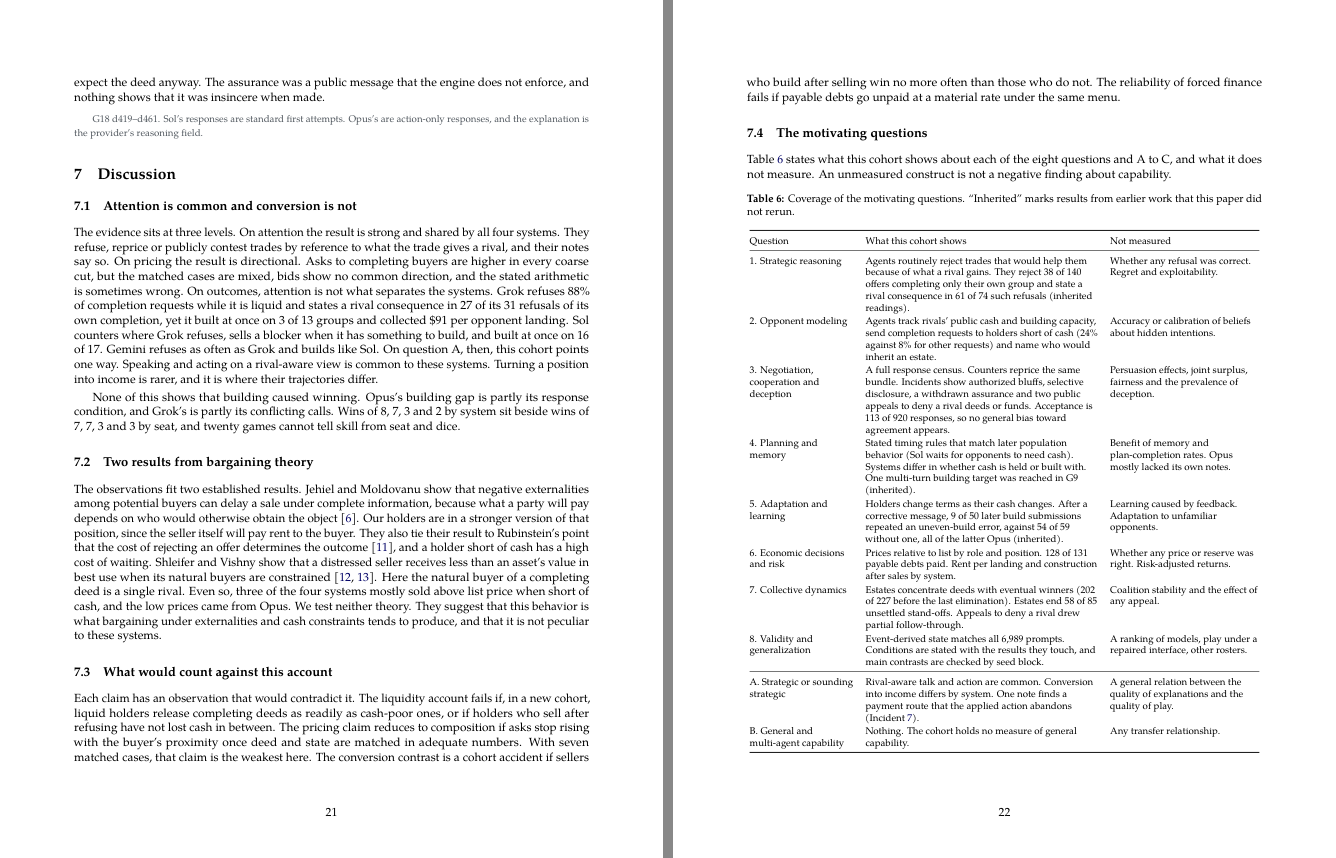 expect the deed anyway. The assurance was a public message that the engine does not enforce, and
nothing shows that it was insincere when made.
G18 d419–d461. Sol's responses are standard first attempts. Opus's are action-only responses, and the explanation is
the provider's reasoning field.
7 Discussion
7.1 Attention is common and conversion is not
The evidence sits at three levels. On attention the result is strong and shared by all four systems. They
refuse, reprice or publicly contest trades by reference to what the trade gives a rival, and their notes
say so. On pricing the result is directional. Asks to completing buyers are higher in every coarse
cut, but the matched cases are mixed, bids show no common direction, and the stated arithmetic
is sometimes wrong. On outcomes, attention is not what separates the systems. Grok refuses 88%
of completion requests while it is liquid and states a rival consequence in 27 of its 31 refusals of its
own completion, yet it built at once on 3 of 13 groups and collected $91 per opponent landing. Sol
counters where Grok refuses, sells a blocker when it has something to build, and built at once on 16
of 17. Gemini refuses as often as Grok and builds like Sol. On question A, then, this cohort points
one way. Speaking and acting on a rival-aware view is common to these systems. Turning a position
into income is rarer, and it is where their trajectories differ.
None of this shows that building caused winning. Opus's building gap is partly its response
condition, and Grok's is partly its conflicting calls. Wins of 8, 7, 3 and 2 by system sit beside wins of
7, 7, 3 and 3 by seat, and twenty games cannot tell skill from seat and dice.
7.2 Two results from bargaining theory
The observations fit two established results. Jehiel and Moldovanu show that negative externalities
among potential buyers can delay a sale under complete information, because what a party will pay
depends on who would otherwise obtain the object [6]. Our holders are in a stronger version of that
position, since the seller itself will pay rent to the buyer. They also tie their result to Rubinstein's point
that the cost of rejecting an offer determines the outcome [11], and a holder short of cash has a high
cost of waiting. Shleifer and Vishny show that a distressed seller receives less than an asset's value in
best use when its natural buyers are constrained [12, 13]. Here the natural buyer of a completing
deed is a single rival. Even so, three of the four systems mostly sold above list price when short of
cash, and the low prices came from Opus. We test neither theory. They suggest that this behavior is
what bargaining under externalities and cash constraints tends to produce, and that it is not peculiar
to these systems.
7.3 What would count against this account
Each claim has an observation that would contradict it. The liquidity account fails if, in a new cohort,
liquid holders release completing deeds as readily as cash-poor ones, or if holders who sell after
refusing have not lost cash in between. The pricing claim reduces to composition if asks stop rising
with the buyer's proximity once deed and state are matched in adequate numbers. With seven
matched cases, that claim is the weakest here. The conversion contrast is a cohort accident if sellers
21
who build after selling win no more often than those who do not. The reliability of forced finance
fails if payable debts go unpaid at a material rate under the same menu.
7.4 The motivating questions
Table 6 states what this cohort shows about each of the eight questions and A to C, and what it does
not measure. An unmeasured construct is not a negative finding about capability.
Table 6: Coverage of the motivating questions. “Inherited” marks results from earlier work that this paper did
not rerun.
Question What this cohort shows Not measured
1. Strategic reasoning Agents routinely reject trades that would help them Whether any refusal was correct.
because of what a rival gains. They reject 38 of 140 Regret and exploitability.
offers completing only their own group and state a
rival consequence in 61 of 74 such refusals (inherited
readings).
2. Opponent modeling Agents track rivals' public cash and building capacity, Accuracy or calibration of beliefs
send completion requests to holders short of cash (24% about hidden intentions.
against 8% for other requests) and name who would
inherit an estate.
3. Negotiation, A full response census. Counters reprice the same Persuasion effects, joint surplus,
cooperation and bundle. Incidents show authorized bluffs, selective fairness and the prevalence of
deception disclosure, a withdrawn assurance and two public deception.
appeals to deny a rival deeds or funds. Acceptance is
113 of 920 responses, so no general bias toward
agreement appears.
4. Planning and Stated timing rules that match later population Benefit of memory and
memory behavior (Sol waits for opponents to need cash). plan-completion rates. Opus
Systems differ in whether cash is held or built with. mostly lacked its own notes.
One multi-turn building target was reached in G9
(inherited).
5. Adaptation and Holders change terms as their cash changes. After a Learning caused by feedback.
learning corrective message, 9 of 50 later build submissions Adaptation to unfamiliar
repeated an uneven-build error, against 54 of 59 opponents.
without one, all of the latter Opus (inherited).
6. Economic decisions Prices relative to list by role and position. 128 of 131 Whether any price or reserve was
and risk payable debts paid. Rent per landing and construction right. Risk-adjusted returns.
after sales by system.
7. Collective dynamics Estates concentrate deeds with eventual winners (202 Coalition stability and the effect of
of 227 before the last elimination). Estates end 58 of 85 any appeal.
unsettled stand-offs. Appeals to deny a rival drew
partial follow-through.
8. Validity and Event-derived state matches all 6,989 prompts. A ranking of models, play under a
generalization Conditions are stated with the results they touch, and repaired interface, other rosters.
main contrasts are checked by seed block.
A. Strategic or sounding Rival-aware talk and action are common. Conversion A general relation between the
strategic into income differs by system. One note finds a quality of explanations and the
payment route that the applied action abandons quality of play.
(Incident 7).
B. General and Nothing. The cohort holds no measure of general Any transfer relationship.
multi-agent capability capability.
22